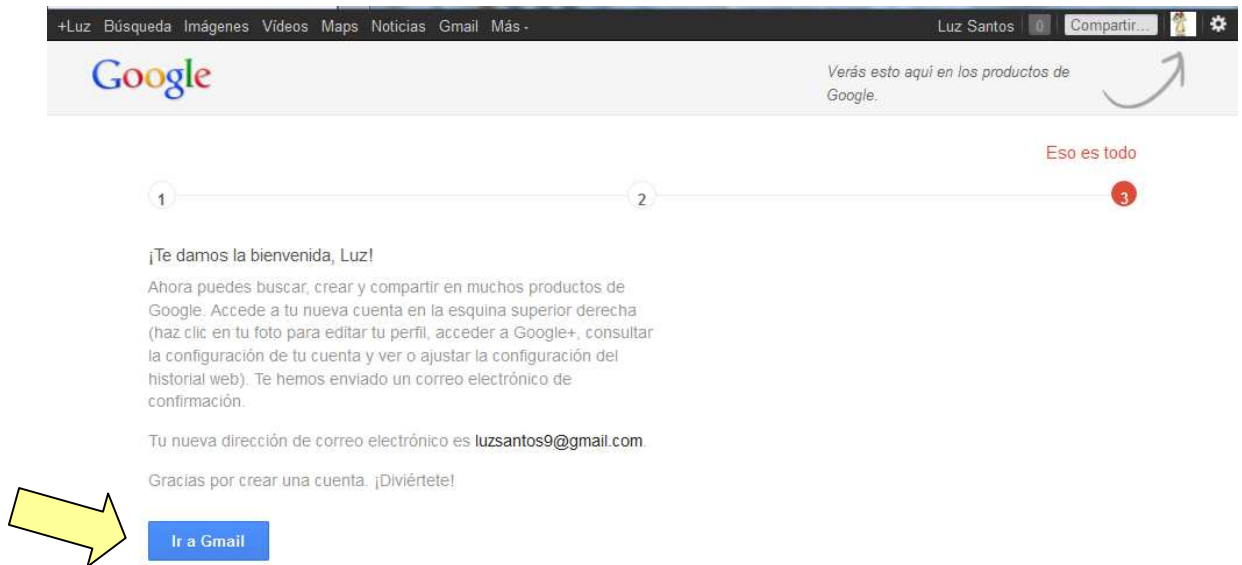 +Luz Búsqueda Imágenes Vídeos Maps Noticias Gmail Más Luz Santos 0 Compartir...
Google
Verás esto aquí en los productos de
Google.
Eso es todo
1 2 3
¡Te damos la bienvenida, Luz!
Ahora puedes buscar, crear y compartir en muchos productos de
Google. Accede a tu nueva cuenta en la esquina superior derecha
(haz clic en tu foto para editar tu perfil, acceder a Google+, consultar
la configuración de tu cuenta y ver o ajustar la configuración del
historial web). Te hemos enviado un correo electrónico de
confirmación.
Tu nueva dirección de correo electrónico es luzsantos9@gmail.com.
Gracias por crear una cuenta. ¡Diviértete!
Ir a Gmail